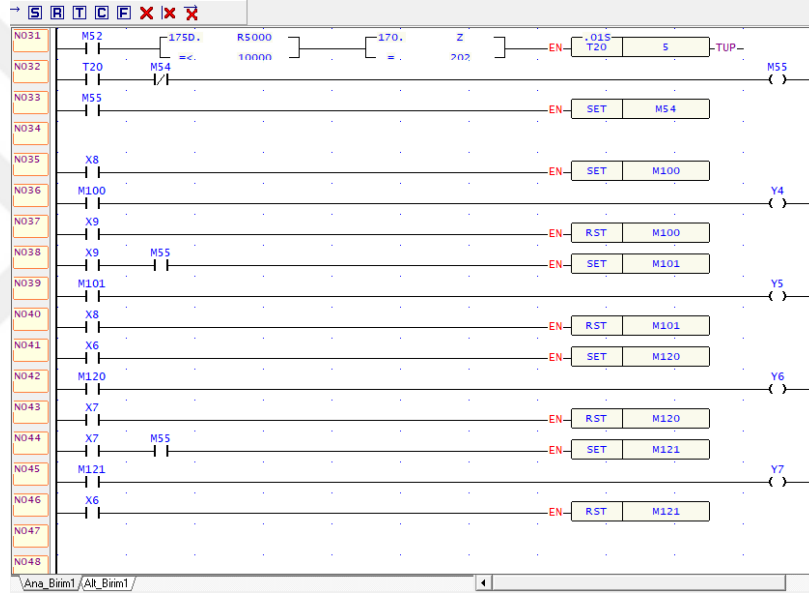 S R T C F
N031 M52 175D. R5000 170. Z .01S
=<. 10000 = . 202 EN T20 5 TUP
N032 T20 M54 M55
N033 M55 EN SET M54
N034
N035 X8 EN SET M100
N036 M100 Y4
N037 X9 EN RST M100
N038 X9 M55 EN SET M101
N039 M101 Y5
N040 X8 EN RST M101
N041 X6 EN SET M120
N042 M120 Y6
N043 X7 EN RST M120
N044 X7 M55 EN SET M121
N045 M121 Y7
N046 X6 EN RST M121
N047
N048
Ana_Birim1 Alt_Birim1